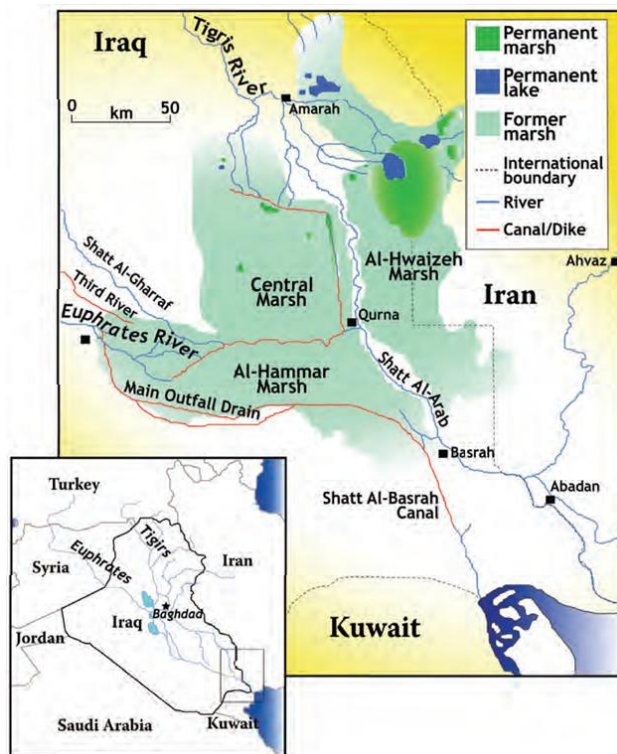 Iraq
Tigris River
0
50
km
Amarah
Permanent
marsh
Permanent
lake
Former
marsh
International
boundary
River
Canal/Dike
Ahvaz
Shatt Al-Gharraf
Third River
Euphrates River
Central
Marsh
Al-Hwaizeh
Marsh
Iran
Qurna
Al-Hammar
Marsh
Shatt Al-Arab
Main Outfall Drain
Basrah
Abadan
Shatt Al-Basrah
Canal
Kuwait
Turkey
Syria
Euphrates
Tigirs
Iran
Iraq
Baghdad
Jordan
Saudi Arabia
Kuwait